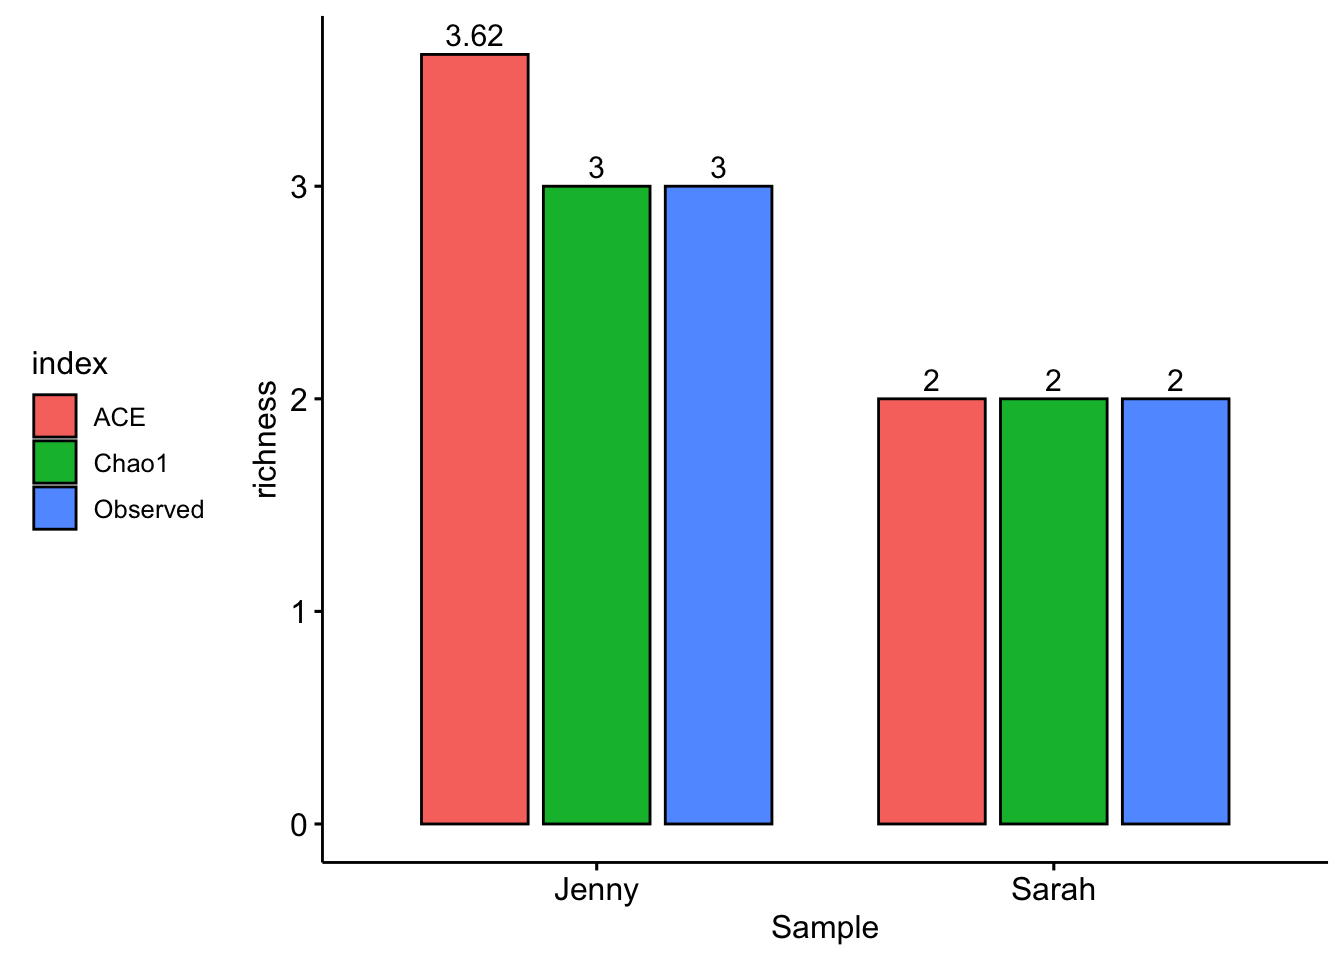 index
ACE
Chao1
Observed
richness
3
2
1
0
3.62
3
3
2
2
2
Jenny
Sarah
Sample